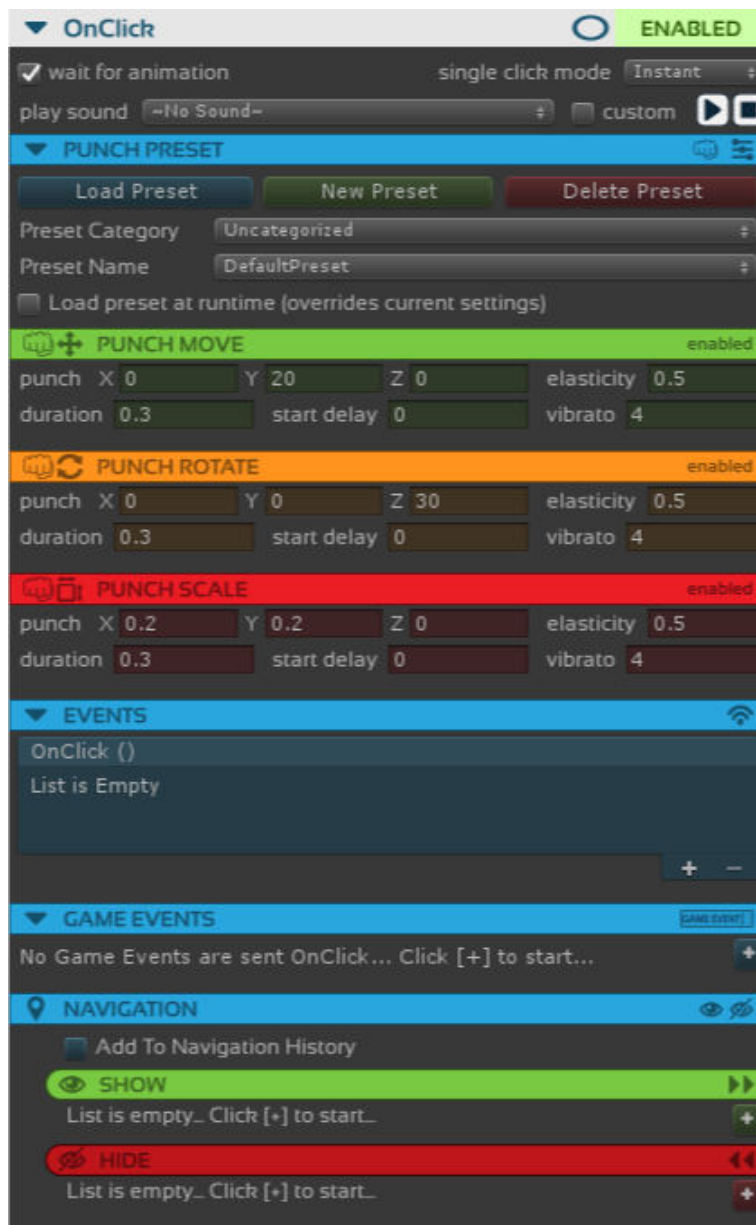 OnClick ENABLED
wait for animation single click mode Instant
play sound ~No Sound~ custom
PUNCH PRESET
Load Preset New Preset Delete Preset
Preset Category Uncategorized
Preset Name DefaultPreset
Load preset at runtime (overrides current settings)
PUNCH MOVE enabled
punch X 0 Y 20 Z 0 elasticity 0.5
duration 0.3 start delay 0 vibrato 4
PUNCH ROTATE enabled
punch X 0 Y 0 Z 30 elasticity 0.5
duration 0.3 start delay 0 vibrato 4
PUNCH SCALE enabled
punch X 0.2 Y 0.2 Z 0 elasticity 0.5
duration 0.3 start delay 0 vibrato 4
EVENTS
OnClick ()
List is Empty
+ −
GAME EVENTS GAME EVENT
No Game Events are sent OnClick... Click [+] to start...
+
NAVIGATION
Add To Navigation History
SHOW
List is empty... Click [+] to start...
+
HIDE
List is empty... Click [+] to start...
+